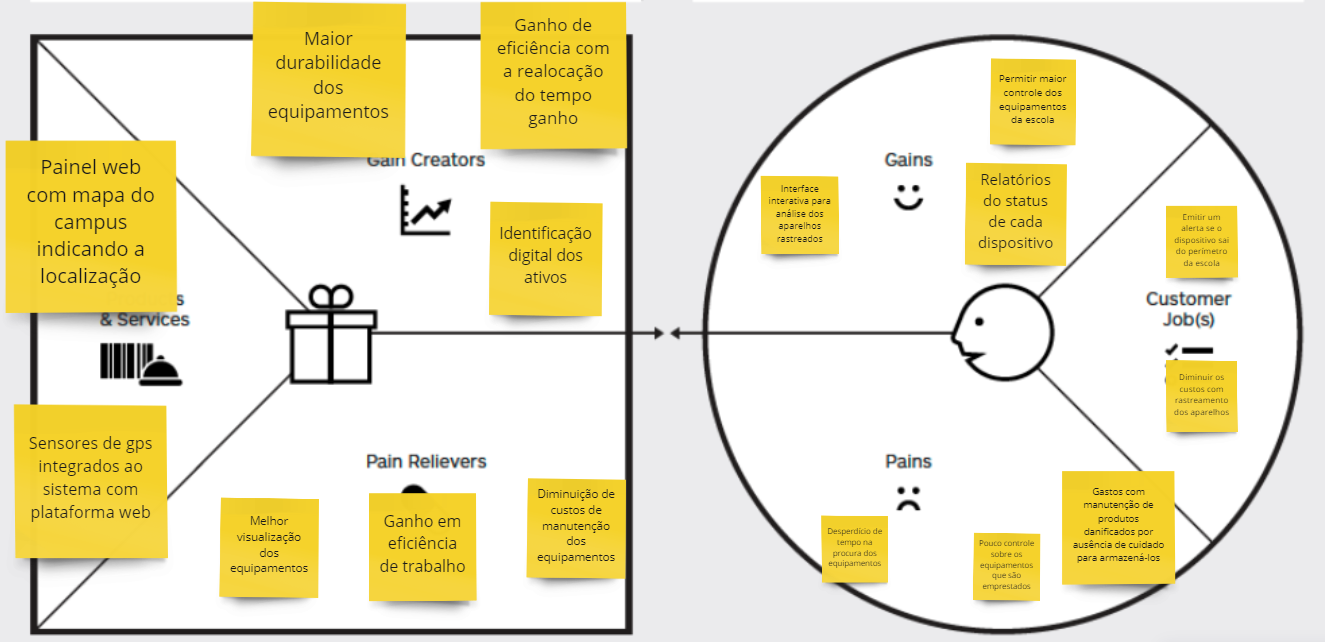 Maior
durabilidade
dos
equipamentos
Ganho de
eficiência com
a realocação
do tempo
ganho
Gain Creators
Painel web
com mapa do
campus
indicando a
localização
Identificação
digital dos
ativos
s
& Services
Sensores de gps
integrados ao
sistema com
plataforma web
Pain Relievers
Melhor
visualização
dos
equipamentos
Ganho em
eficiência
de trabalho
Diminuição de
custos de
manutenção
dos
equipamentos
Permitir maior
controle dos
equipamentos
da escola
Gains
Interface
interativa para
análise dos
aparelhos
rastreados
Relatórios
do status
de cada
dispositivo
Emitir um
alerta se o
dispositivo sai
do perímetro
da escola
Customer
Job(s)
Diminuir os
custos com
rastreamento
dos aparelhos
Pains
Desperdício de
tempo na
procura dos
equipamentos
Pouco controle
sobre os
equipamentos
que são
emprestados
Gastos com
manutenção de
produtos
danificados por
ausência de cuidado
para armazená-los